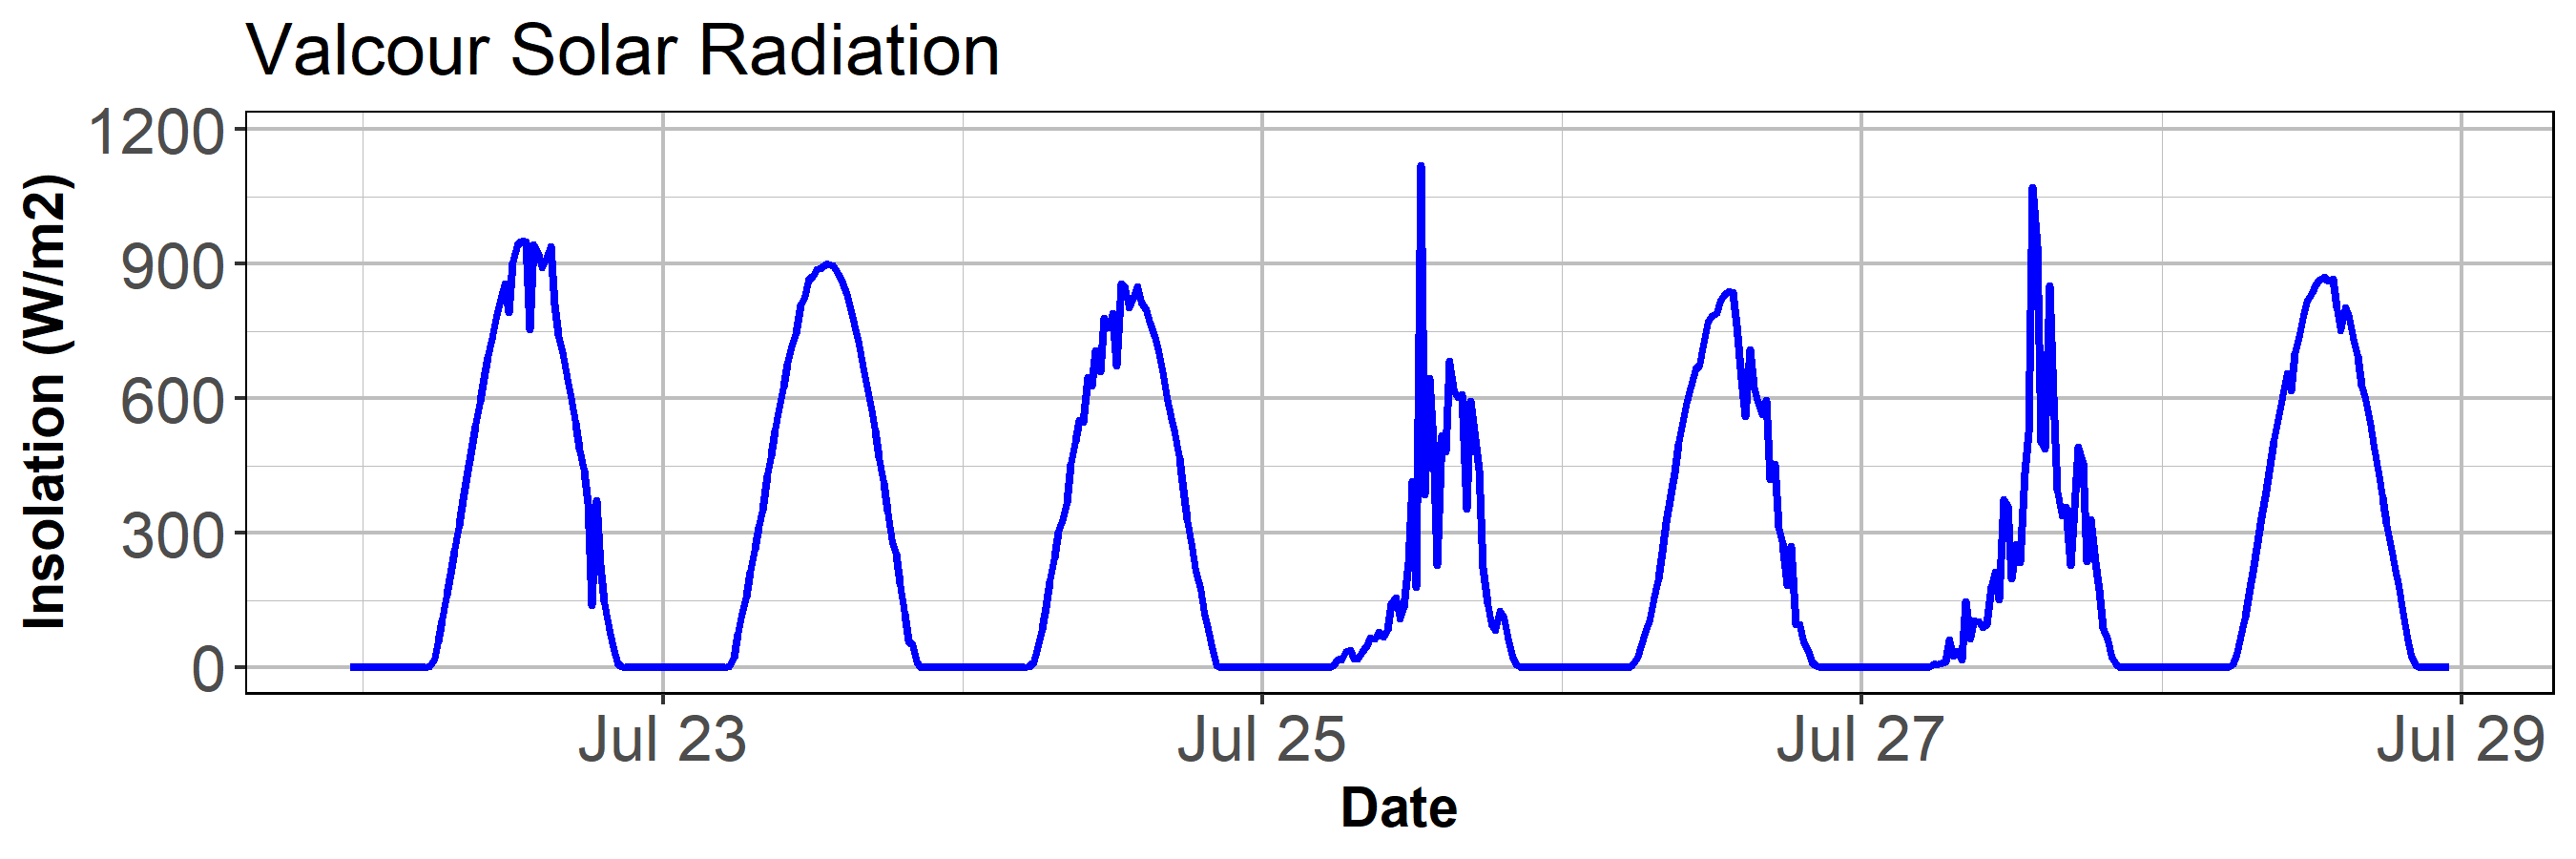 Valcour Solar Radiation
1200
900
600
300
0
Insolation (W/m2)
Jul 23 Jul 25 Jul 27 Jul 29
Date